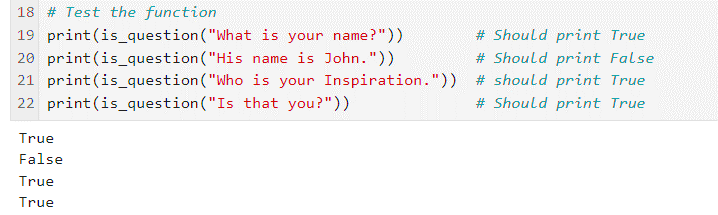 18 # Test the function
19 print(is_question("What is your name?")) # Should print True
20 print(is_question("His name is John.")) # Should print False
21 print(is_question("Who is your Inspiration.")) # should print True
22 print(is_question("Is that you?")) # Should print True
True
False
True
True